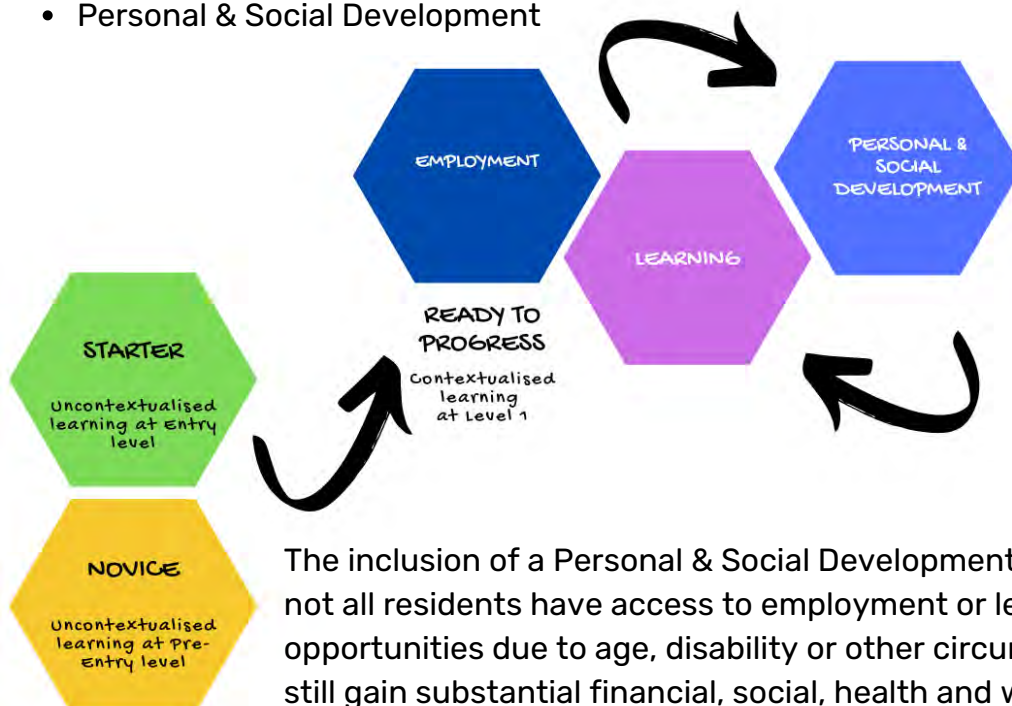 • Personal & Social Development
EMPLOYMENT
PERSONAL &
SOCIAL
DEVELOPMENT
LEARNING
READY TO
PROGRESS
Contextualised
learning
at Level 1
STARTER
Uncontextualised
learning at Entry
level
NOVICE
Uncontextualised
learning at Pre-
Entry level
The inclusion of a Personal & Social Development
not all residents have access to employment or le
opportunities due to age, disability or other circu
still gain substantial financial, social, health and w